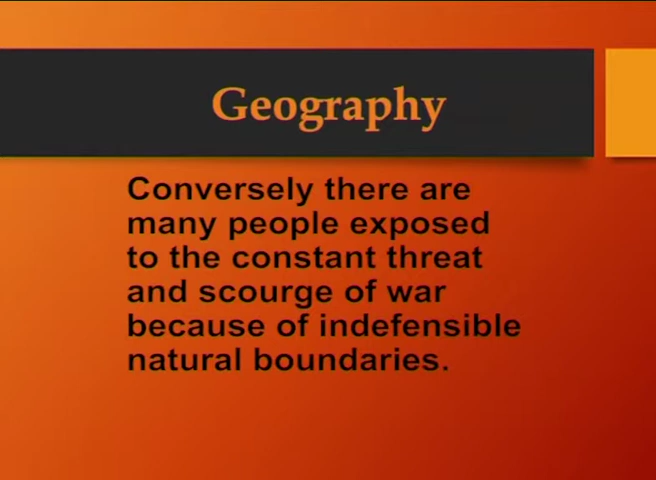 Geography
Conversely there are
many people exposed
to the constant threat
and scourge of war
because of indefensible
natural boundaries.